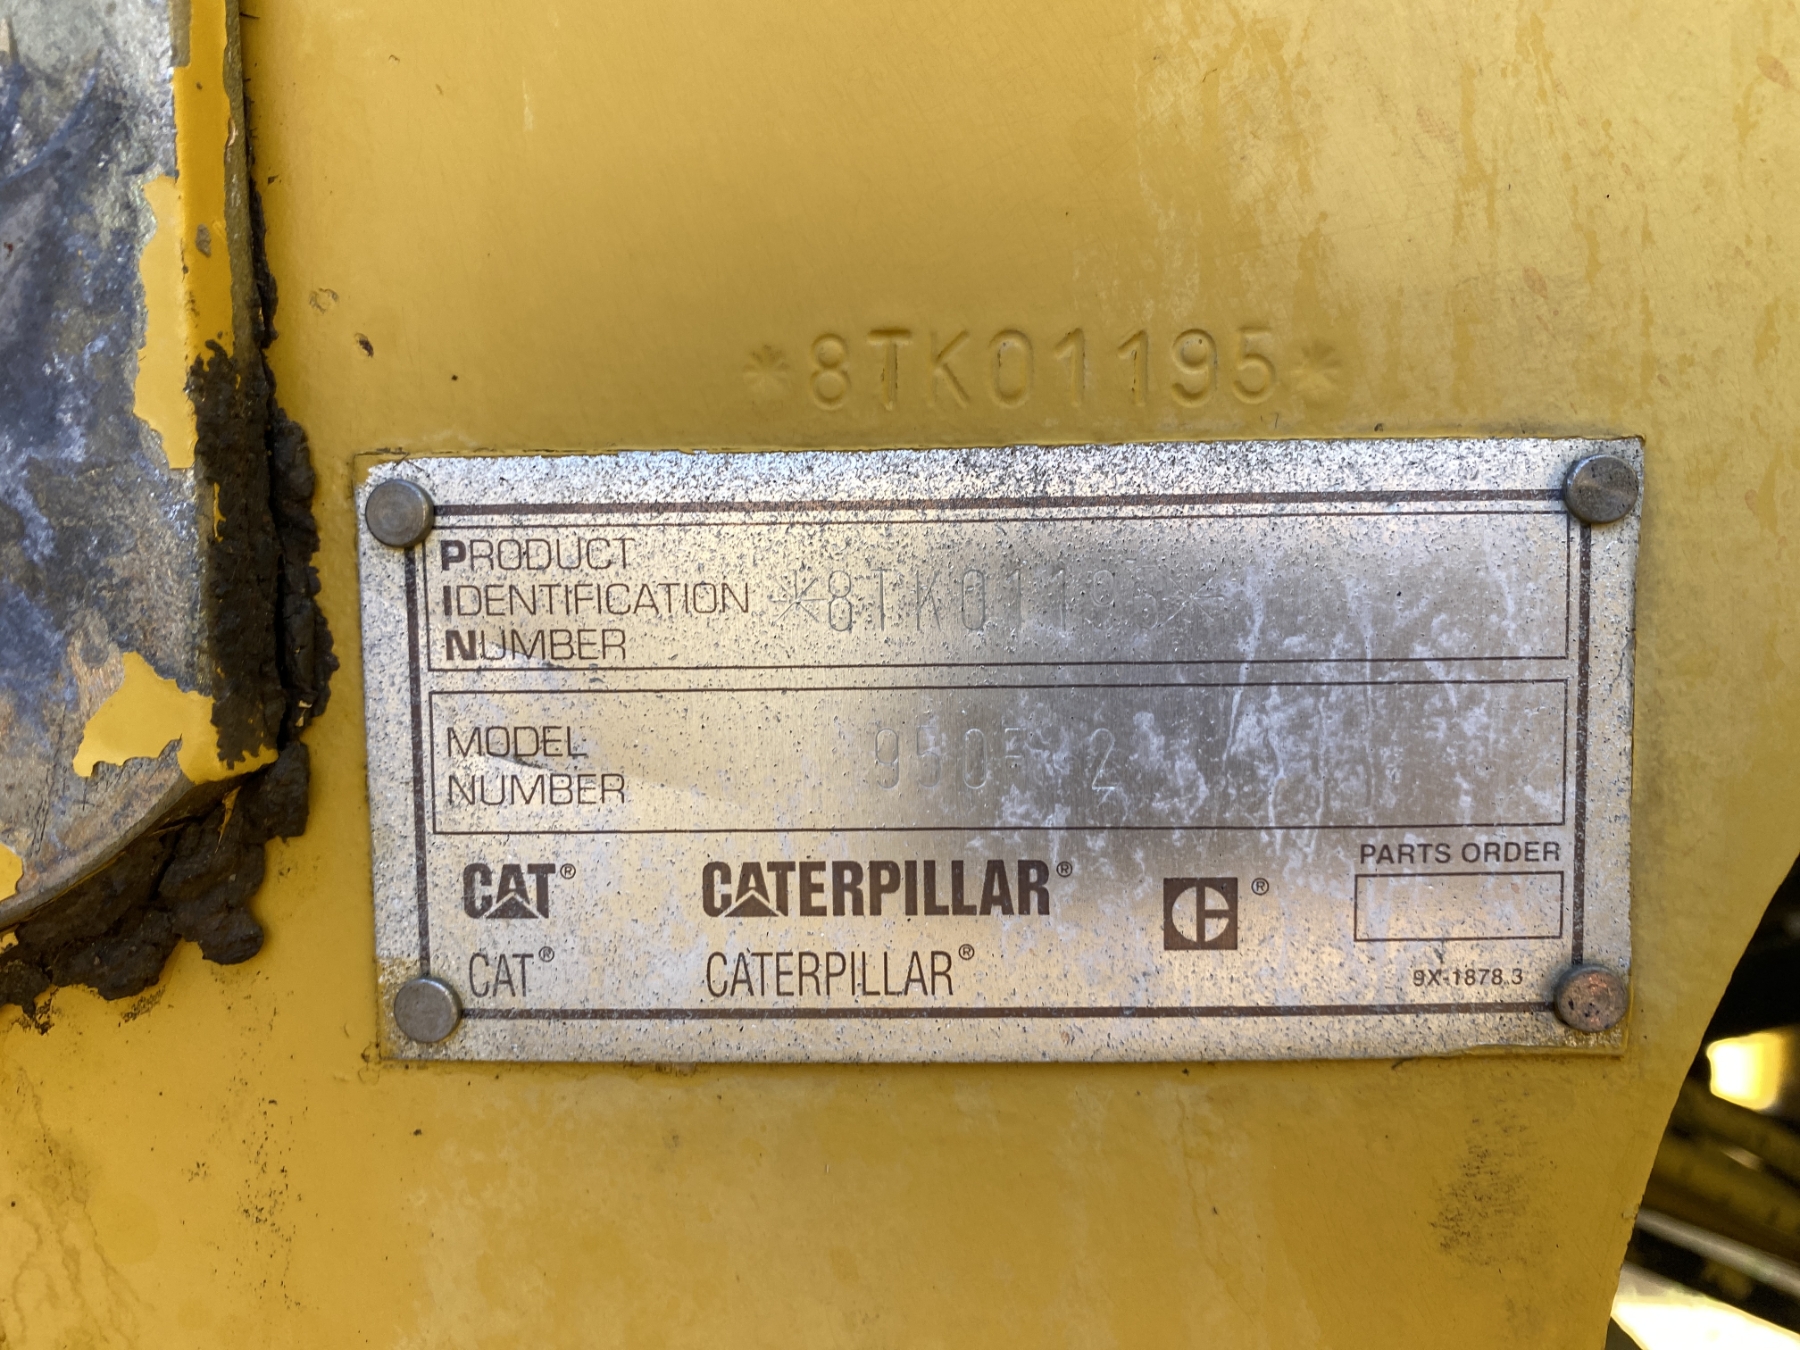 *8TK01195*
PRODUCT
IDENTIFICATION *8TK01195*
NUMBER
MODEL
NUMBER
CAT® CATERPILLAR® ®
PARTS ORDER
CAT® CATERPILLAR®
9X-1878.3